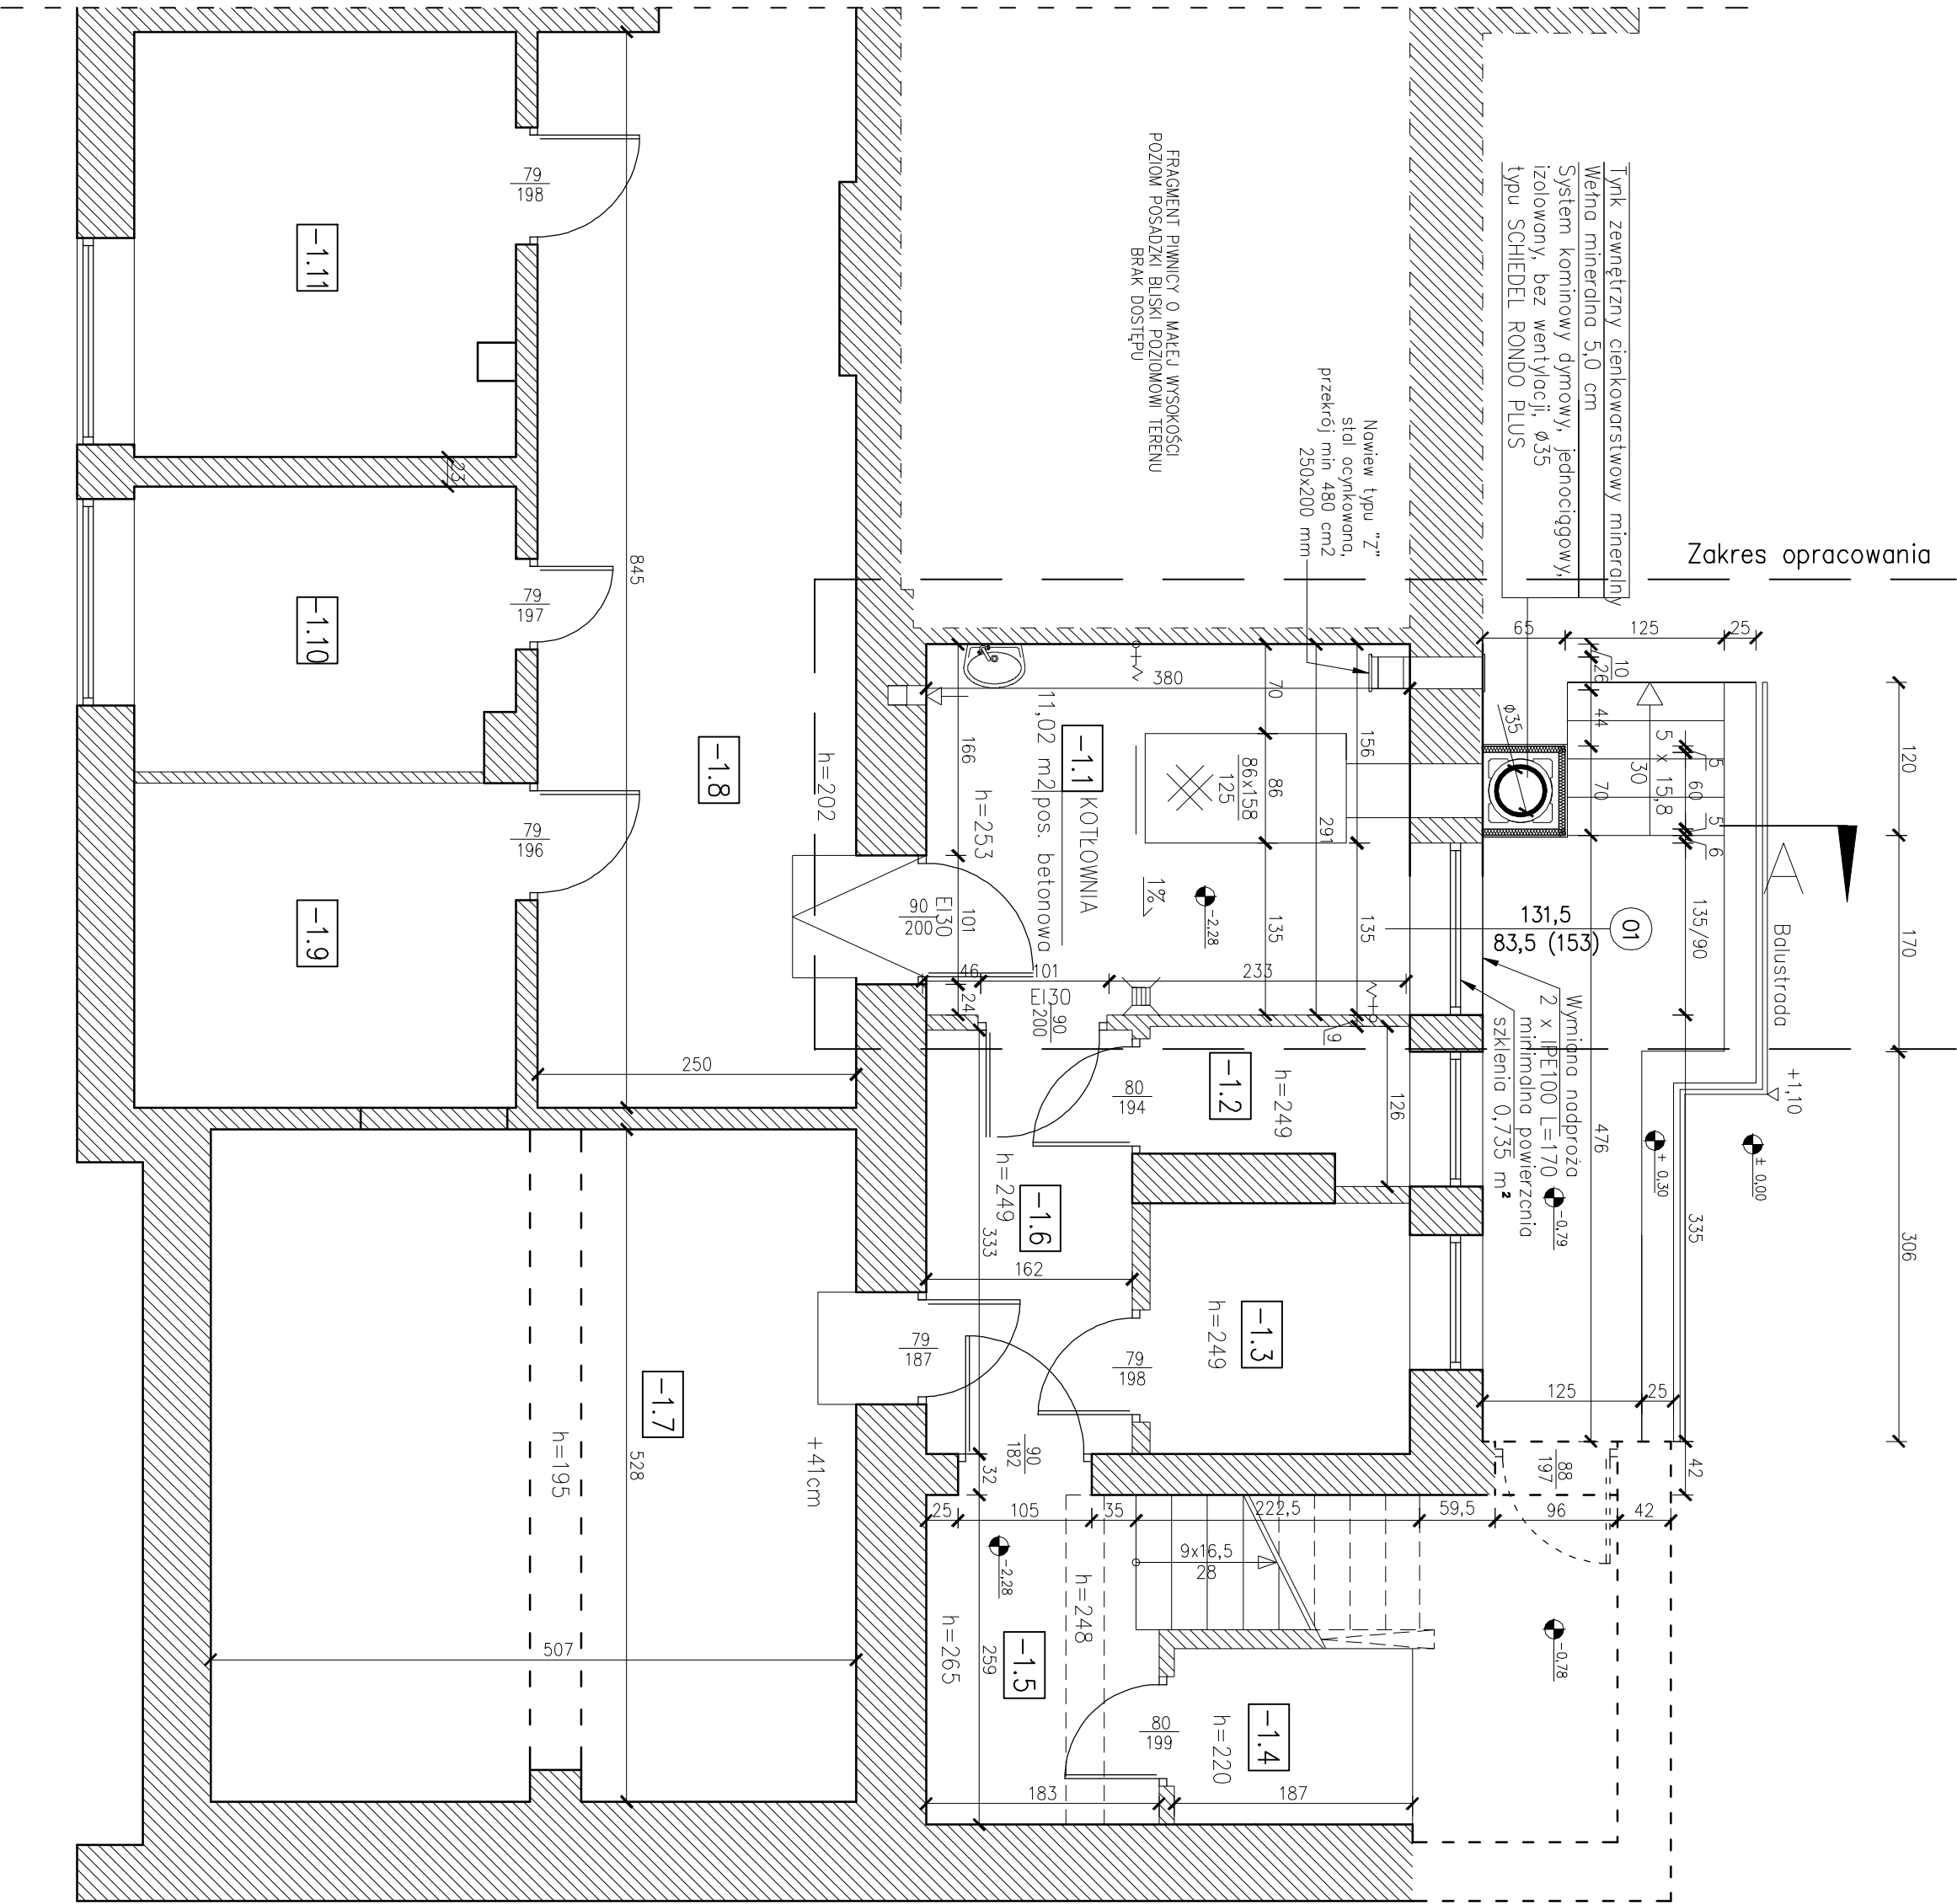 Zakres opracowania
Tynk zewnętrzny cienkowarstwowy mineralny
Wełna mineralna 5,0 cm
System kominowy dymowy, jednociągowy,
izolowany, bez wentylacji, ø35
typu SCHIEDEL RONDO PLUS
FRAGMENT PIWNICY O MAŁEJ WYSOKOŚCI
POZIOM POSADZKI BLISKI POZIOMOWI TERENU
BRAK DOSTĘPU
Nawiew typu "Z"
stal ocynkowana,
przekrój min 480 cm2
250x200 mm
65
125
25
10
26
44
70
ø35
5 x 15,8
30
5
60
5
6
120
170
306
A
Balustrada
135/90
01
131,5
83,5 (153)
Wymiana nadproża
2 x IPE100 L=170
minimalna powierzcnia
szklenia 0,735 m²
-0,79
+1,10
± 0,00
+ 0,30
476
335
125
25
42
88
197
59,5
96
42
-0,78
-1.1
KOTŁOWNIA
11,02 m2
pos. betonowa
h=253
380
70
156
86
86x158
125
291
135
135
166
101
24
1%
-2,28
EI30
90
200
46
101
233
EI30
90
200
9
-1.2
h=249
80
194
126
-1.6
h=249
333
162
-1.3
h=249
79
198
79
187
90
182
32
25
105
35
222,5
9x16,5
28
-2,28
h=248
h=265
-1.5
259
80
199
-1.4
h=220
183
187
-1.11
79
198
23
845
-1.10
79
197
-1.8
h=202
79
196
-1.9
250
-1.7
h=195
528
+41cm
507